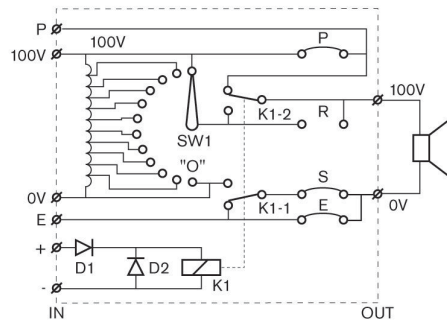 P
100V
100V
P
100V
K1-2
R
SW1
"O"
S
0V
K1-1
E
0V
E
+
D1
D2
K1
-
IN
OUT